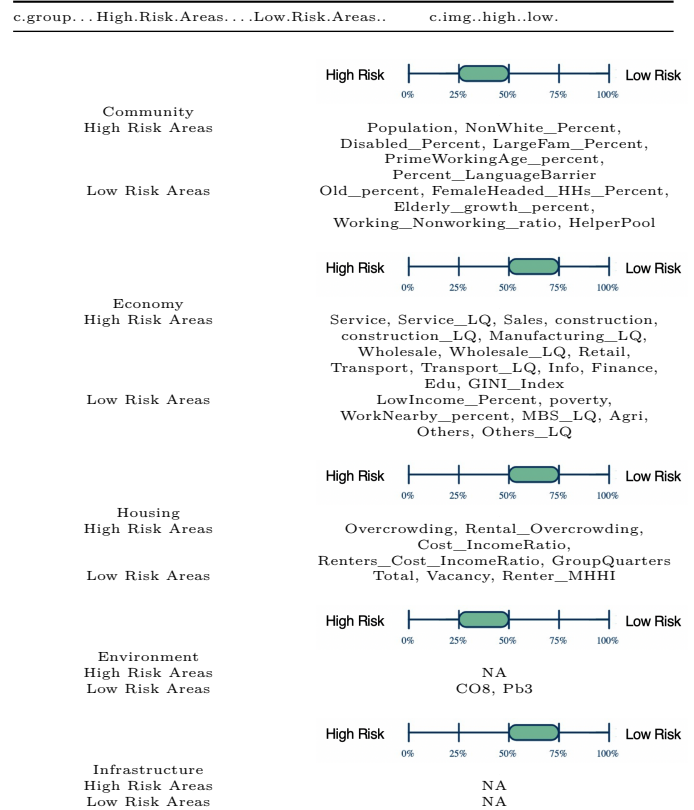 c.group...High.Risk.Areas....Low.Risk.Areas.. c.img..high..low.
High Risk Low Risk
0% 25% 50% 75% 100%
Community
High Risk Areas Population, NonWhite_Percent,
Disabled_Percent, LargeFam_Percent,
PrimeWorkingAge_percent,
Percent_LanguageBarrier
Low Risk Areas Old_percent, FemaleHeaded_HHs_Percent,
Elderly_growth_percent,
Working_Nonworking_ratio, HelperPool
High Risk Low Risk
0% 25% 50% 75% 100%
Economy
High Risk Areas Service, Service_LQ, Sales, construction,
construction_LQ, Manufacturing_LQ,
Wholesale, Wholesale_LQ, Retail,
Transport, Transport_LQ, Info, Finance,
Edu, GINI_Index
Low Risk Areas LowIncome_Percent, poverty,
WorkNearby_percent, MBS_LQ, Agri,
Others, Others_LQ
High Risk Low Risk
0% 25% 50% 75% 100%
Housing
High Risk Areas Overcrowding, Rental_Overcrowding,
Cost_IncomeRatio,
Renters_Cost_IncomeRatio, GroupQuarters
Low Risk Areas Total, Vacancy, Renter_MHHI
High Risk Low Risk
0% 25% 50% 75% 100%
Environment
High Risk Areas NA
Low Risk Areas CO8, Pb3
High Risk Low Risk
0% 25% 50% 75% 100%
Infrastructure
High Risk Areas NA
Low Risk Areas NA